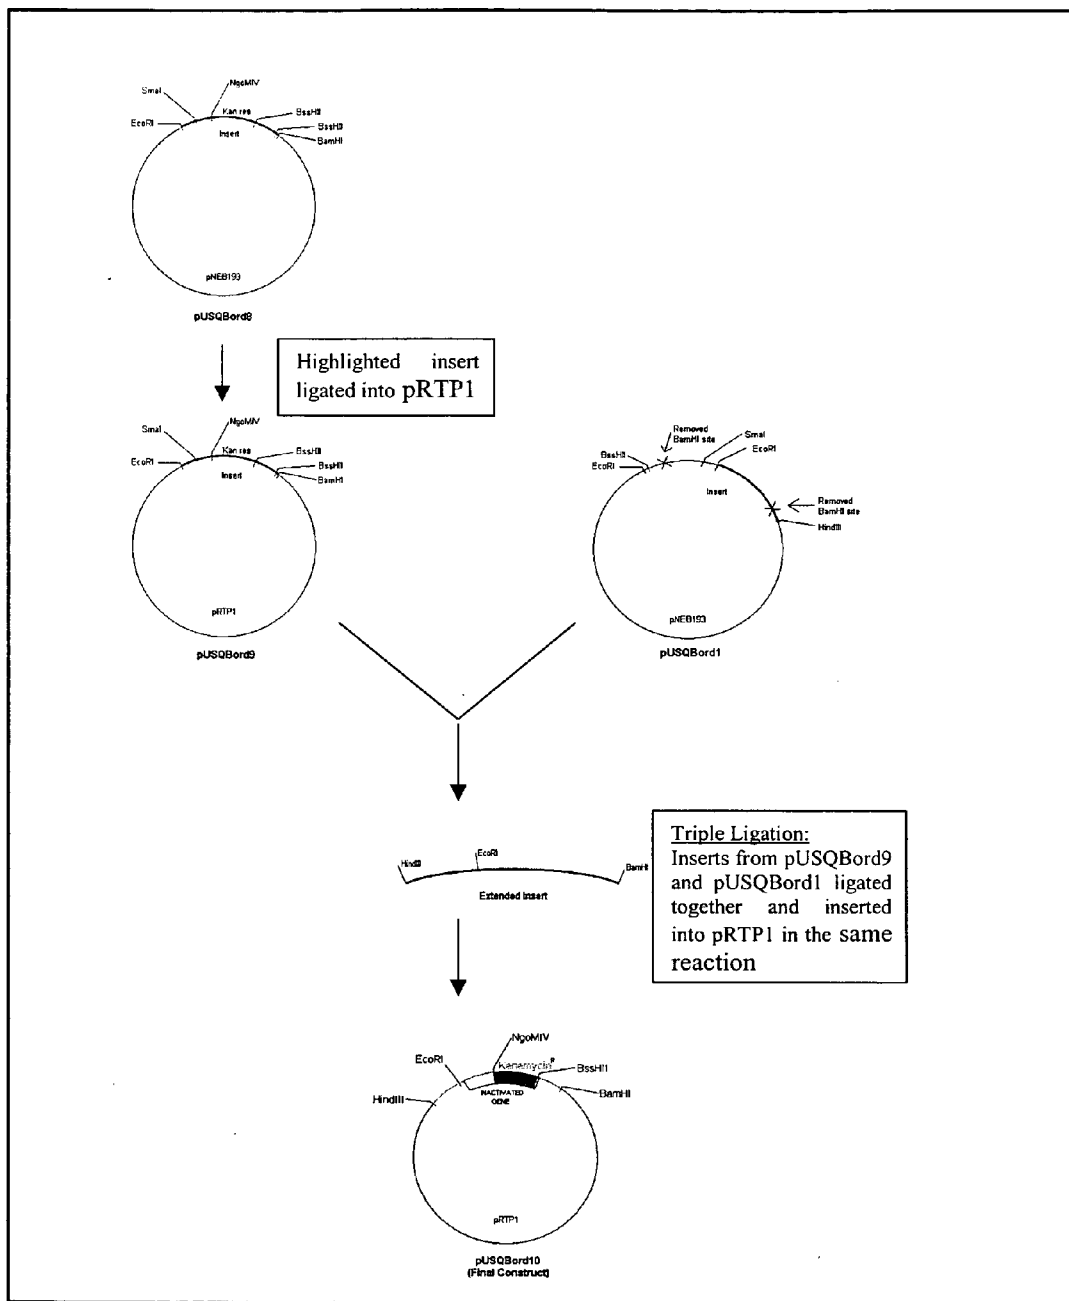 NgoMIV
SmaI
Kan res
BssHII
EcoRI
BssHII
Insert
BamHI
pNEB193
pUSQBord8
Highlighted insert
ligated into pRTP1
NgoMIV
SmaI
Kan res
BssHII
EcoRI
BssHII
Insert
BamHI
pRTP1
pUSQBord9
Removed
BamHI site
SmaI
BssHII
EcoRI
EcoRI
Insert
Removed
BamHI site
HindIII
pNEB193
pUSQBord1
HindIII
EcoRI
BamHI
Extended Insert
Triple Ligation:
Inserts from pUSQBord9
and pUSQBord1 ligated
together and inserted
into pRTP1 in the same
reaction
NgoMIV
EcoRI
Kanamycin R
BssHII
INACTIVATED
GENE
BamHI
HindIII
pRTP1
pUSQBord10
(Final Construct)